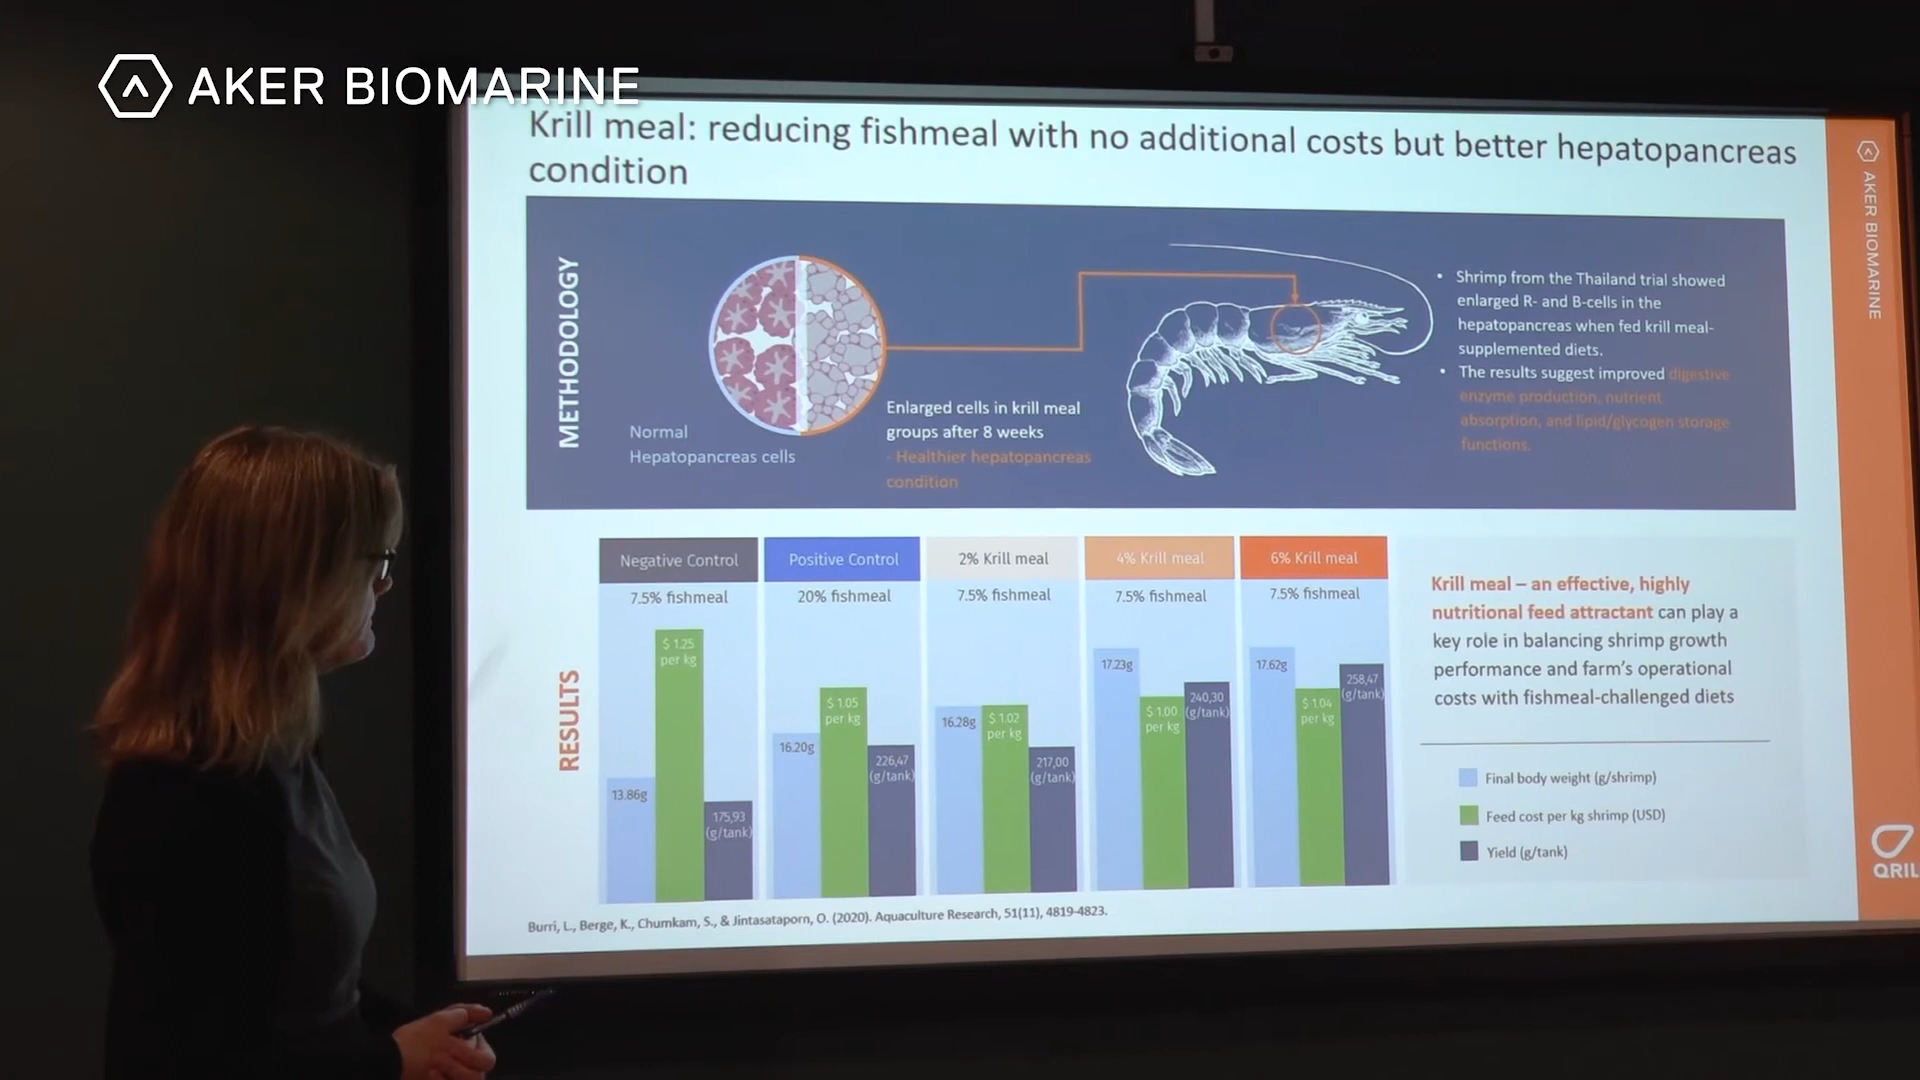 AKER BIOMARINE
Krill meal: reducing fishmeal with no additional costs but better hepatopancreas
condition
AKER BIOMARINE
METHODOLOGY
Normal
Hepatopancreas cells
Enlarged cells in krill meal
groups after 8 weeks
- Healthier hepatopancreas
condition
• Shrimp from the Thailand trial showed
enlarged R- and B-cells in the
hepatopancreas when fed krill meal-
supplemented diets.
• The results suggest improved digestive
enzyme production, nutrient
absorption, and lipid/glycogen storage
functions.
RESULTS
Negative Control
7.5% fishmeal
13.86g
$ 1.25
per kg
175,93
(g/tank)
Positive Control
20% fishmeal
16.20g
$ 1.05
per kg
226,47
(g/tank)
2% Krill meal
7.5% fishmeal
16.28g
$ 1.02
per kg
217,00
(g/tank)
4% Krill meal
7.5% fishmeal
17.23g
$ 1.00
per kg
240,30
(g/tank)
6% Krill meal
7.5% fishmeal
17.62g
$ 1.04
per kg
258,47
(g/tank)
Krill meal – an effective, highly
nutritional feed attractant can play a
key role in balancing shrimp growth
performance and farm's operational
costs with fishmeal-challenged diets
Final body weight (g/shrimp)
Feed cost per kg shrimp (USD)
Yield (g/tank)
QRIL
Burri, L., Berge, K., Chumkam, S., & Jintasataporn, O. (2020). Aquaculture Research, 51(11), 4819-4823.